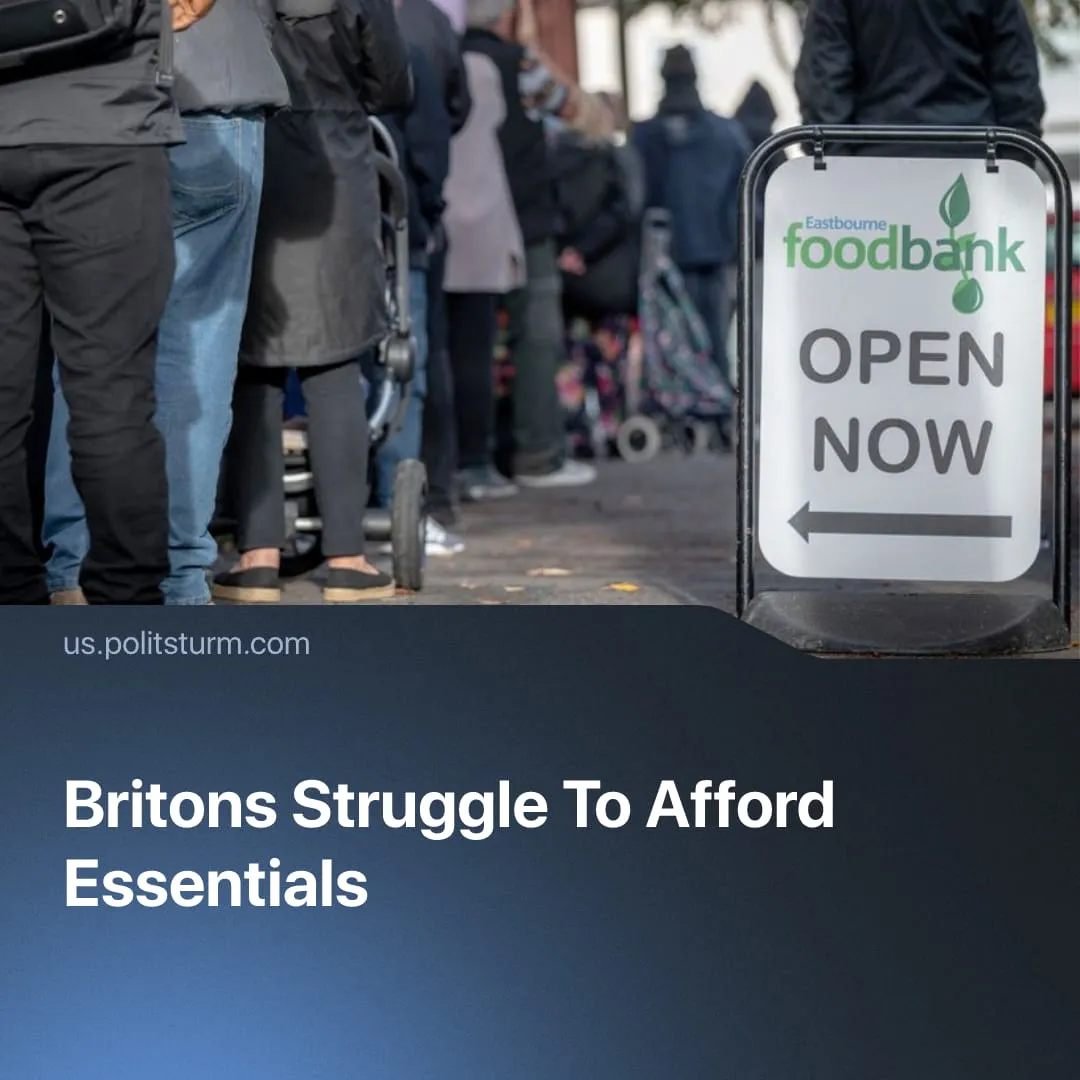 Eastbourne
foodbank
OPEN
NOW
us.politsturm.com
Britons Struggle To Afford
Essentials